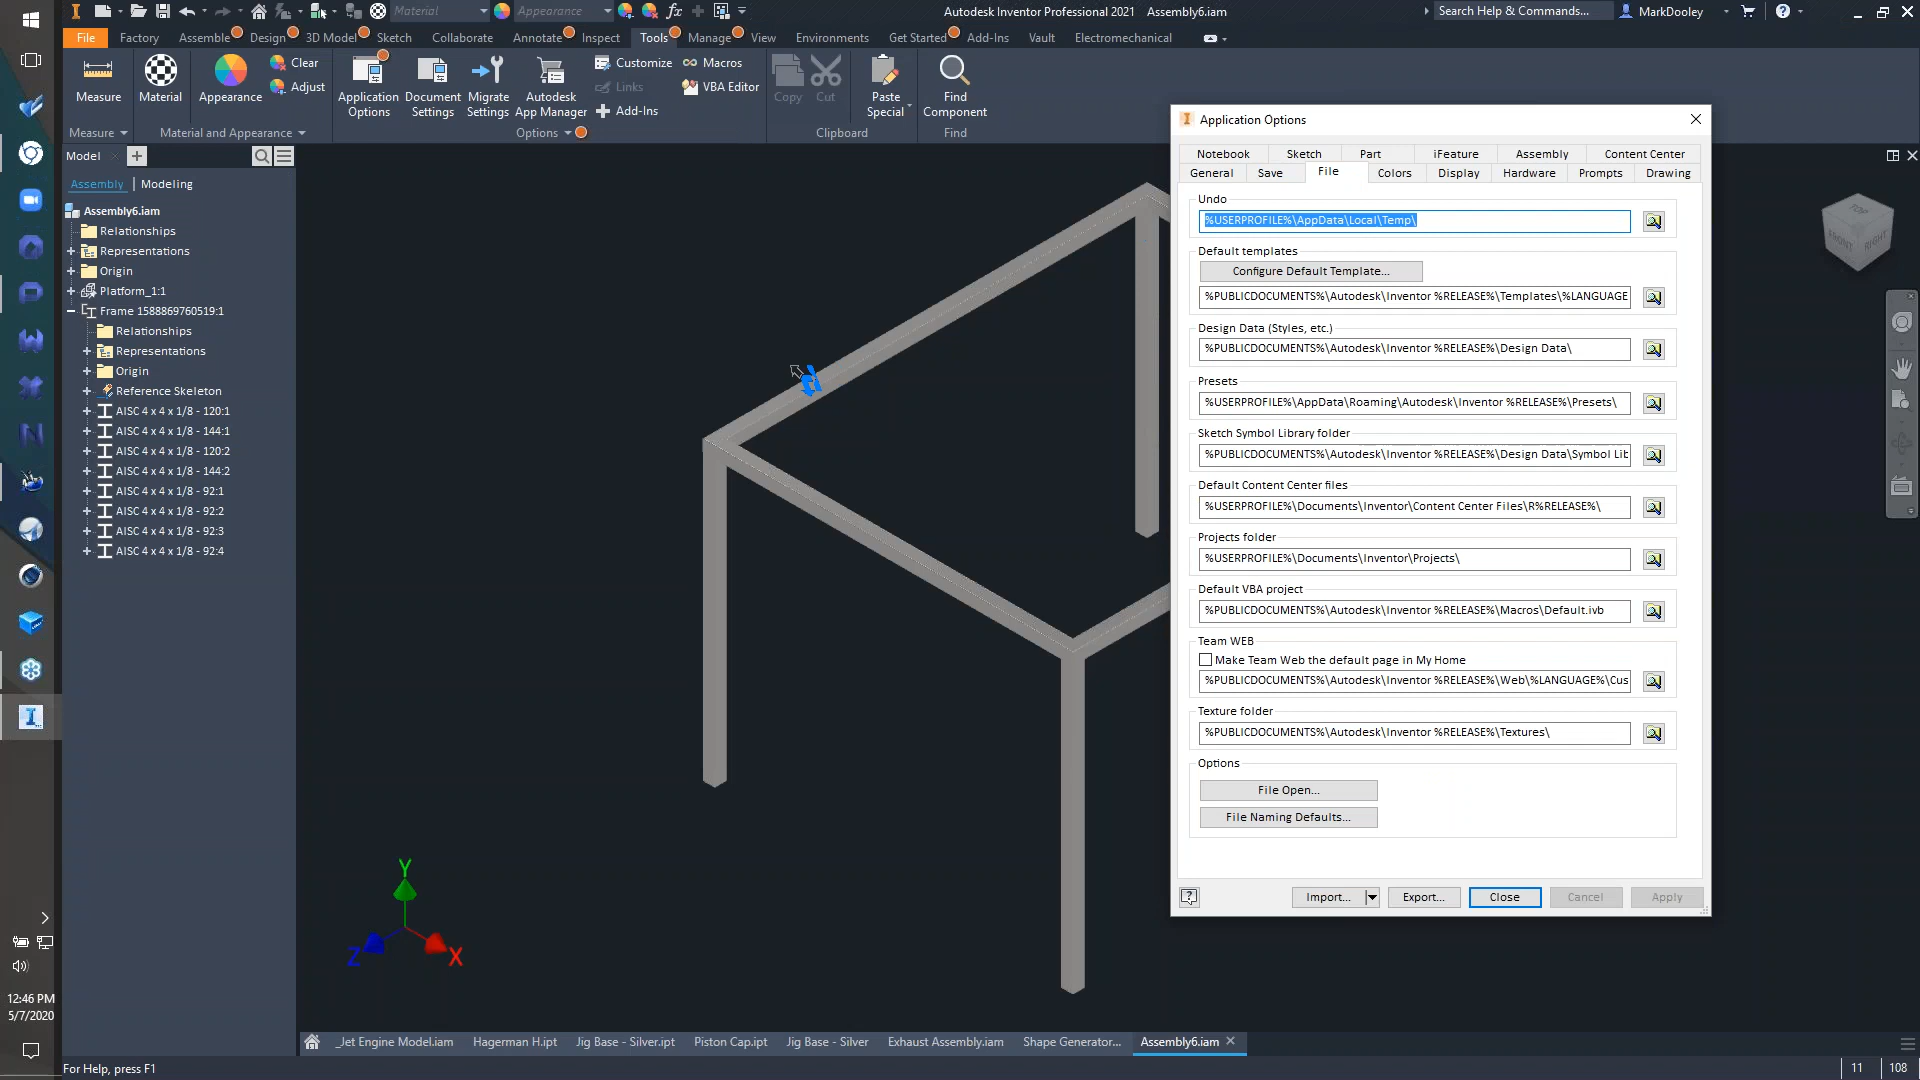 Material
Appearance
fx
Autodesk Inventor Professional 2021 Assembly6.iam
Search Help & Commands...
MarkDooley
File Factory Assemble Design 3D Model Sketch Collaborate Annotate Inspect Tools Manage View Environments Get Started Add-Ins Vault Electromechanical
Measure
Material
Appearance
Clear
Adjust
Application Options
Document Settings
Migrate Settings
Autodesk App Manager
Customize
Links
Add-Ins
Macros
VBA Editor
Copy
Cut
Paste Special
Find Component
Measure
Material and Appearance
Options
Clipboard
Find
Model
Assembly | Modeling
Assembly6.iam
Relationships
Representations
Origin
Platform_1:1
Frame 1588869760519:1
Relationships
Representations
Origin
Reference Skeleton
AISC 4 x 4 x 1/8 - 120:1
AISC 4 x 4 x 1/8 - 144:1
AISC 4 x 4 x 1/8 - 120:2
AISC 4 x 4 x 1/8 - 144:2
AISC 4 x 4 x 1/8 - 92:1
AISC 4 x 4 x 1/8 - 92:2
AISC 4 x 4 x 1/8 - 92:3
AISC 4 x 4 x 1/8 - 92:4
Y
Z
X
TOP
FRONT
RIGHT
Application Options
Notebook Sketch Part iFeature Assembly Content Center
General Save File Colors Display Hardware Prompts Drawing
Undo
%USERPROFILE%\AppData\Local\Temp\
Default templates
Configure Default Template...
%PUBLICDOCUMENTS%\Autodesk\Inventor %RELEASE%\Templates\%LANGUAGE
Design Data (Styles, etc.)
%PUBLICDOCUMENTS%\Autodesk\Inventor %RELEASE%\Design Data\
Presets
%USERPROFILE%\AppData\Roaming\Autodesk\Inventor %RELEASE%\Presets\
Sketch Symbol Library folder
%PUBLICDOCUMENTS%\Autodesk\Inventor %RELEASE%\Design Data\Symbol Lib
Default Content Center files
%USERPROFILE%\Documents\Inventor\Content Center Files\R%RELEASE%\
Projects folder
%USERPROFILE%\Documents\Inventor\Projects\
Default VBA project
%PUBLICDOCUMENTS%\Autodesk\Inventor %RELEASE%\Macros\Default.ivb
Team WEB
Make Team Web the default page in My Home
%PUBLICDOCUMENTS%\Autodesk\Inventor %RELEASE%\Web\%LANGUAGE%\Cus
Texture folder
%PUBLICDOCUMENTS%\Autodesk\Inventor %RELEASE%\Textures\
Options
File Open...
File Naming Defaults...
Import... Export... Close Cancel Apply
12:46 PM
5/7/2020
_Jet Engine Model.iam Hagerman H.ipt Jig Base - Silver.ipt Piston Cap.ipt Jig Base - Silver Exhaust Assembly.iam Shape Generator... Assembly6.iam
For Help, press F1
11 108